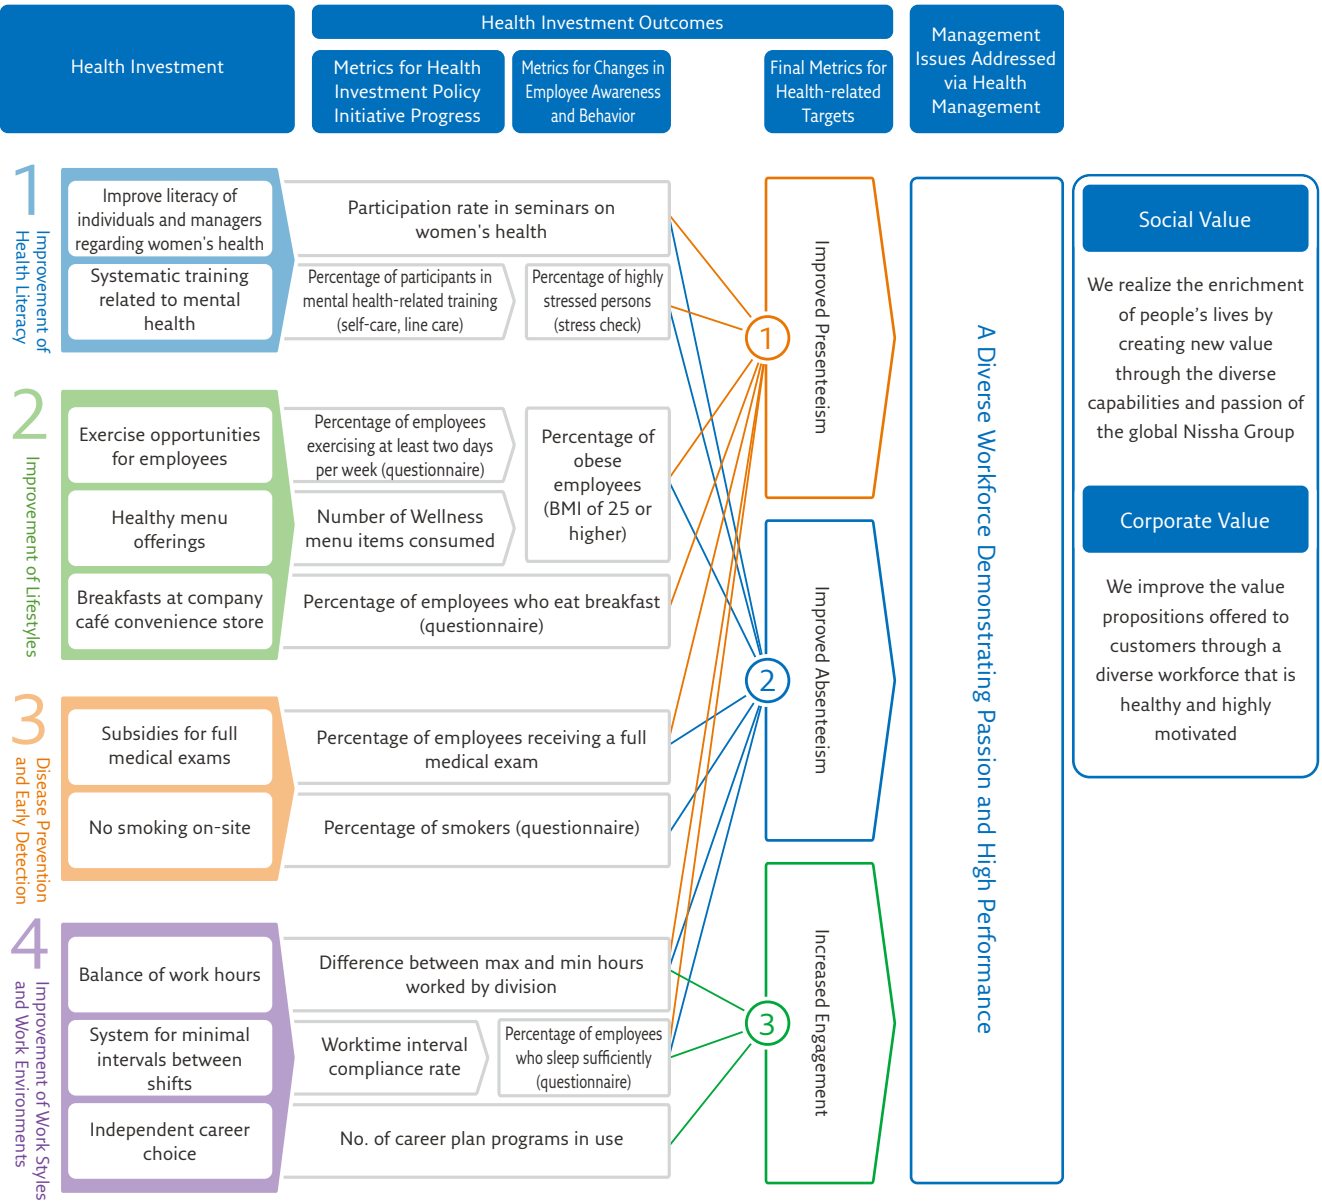 Health Investment
Health Investment Outcomes
Metrics for Health
Investment Policy
Initiative Progress
Metrics for Changes in
Employee Awareness
and Behavior
Final Metrics for
Health-related
Targets
Management
Issues Addressed
via Health
Management
1
Improvement of
Health Literacy
Improve literacy of
individuals and managers
regarding women's health
Systematic training
related to mental
health
Participation rate in seminars on
women's health
Percentage of participants in
mental health-related training
(self-care, line care)
Percentage of highly
stressed persons
(stress check)
2
Improvement of Lifestyles
Exercise opportunities
for employees
Healthy menu
offerings
Breakfasts at company
café convenience store
Percentage of employees
exercising at least two days
per week (questionnaire)
Number of Wellness
menu items consumed
Percentage of
obese
employees
(BMI of 25 or
higher)
Percentage of employees who eat breakfast
(questionnaire)
3
Disease Prevention
and Early Detection
Subsidies for full
medical exams
No smoking on-site
Percentage of employees receiving a full
medical exam
Percentage of smokers (questionnaire)
4
Improvement of Work Styles
and Work Environments
Balance of work hours
System for minimal
intervals between
shifts
Independent career
choice
Difference between max and min hours
worked by division
Worktime interval
compliance rate
Percentage of employees
who sleep sufficiently
(questionnaire)
No. of career plan programs in use
1
Improved Presenteeism
2
Improved Absenteeism
3
Increased Engagement
A Diverse Workforce Demonstrating Passion and High Performance
Social Value
We realize the enrichment
of people's lives by
creating new value
through the diverse
capabilities and passion of
the global Nissha Group
Corporate Value
We improve the value
propositions offered to
customers through a
diverse workforce that is
healthy and highly
motivated